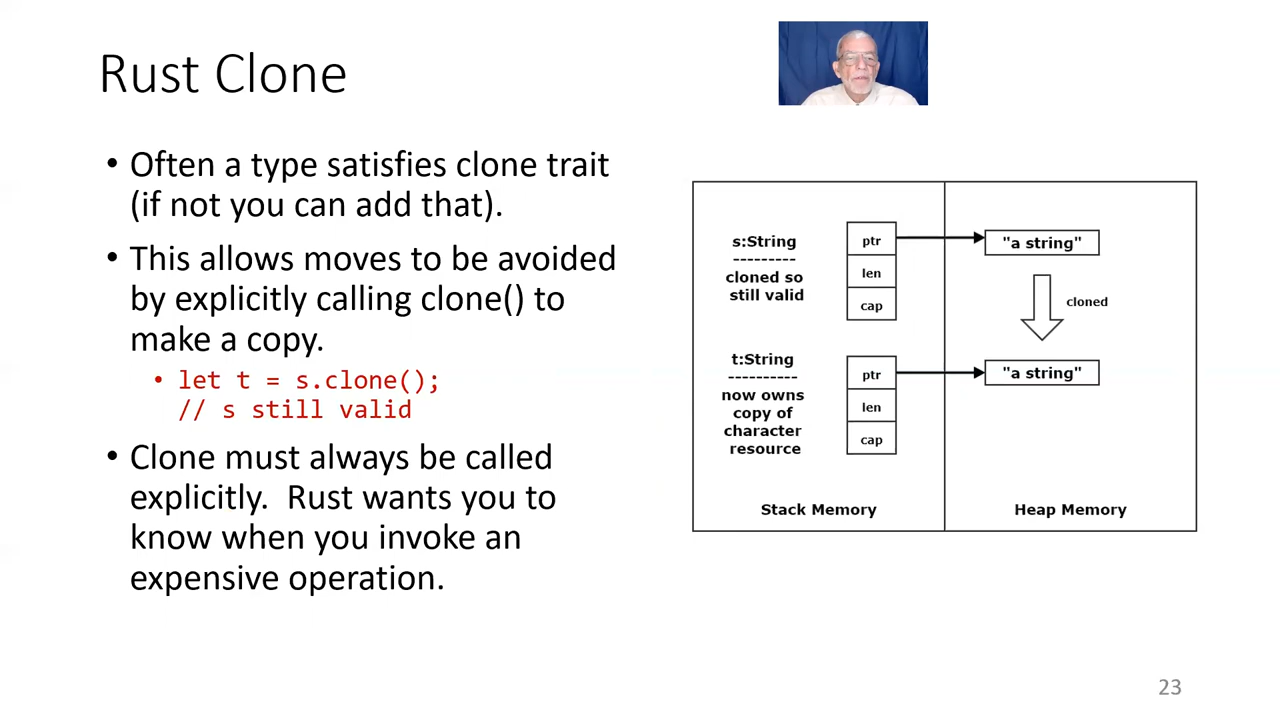 Rust Clone
• Often a type satisfies clone trait
(if not you can add that).
• This allows moves to be avoided
by explicitly calling clone() to
make a copy.
• let t = s.clone();
// s still valid
• Clone must always be called
explicitly.  Rust wants you to
know when you invoke an
expensive operation.
s:String
---------
cloned so
still valid
ptr
len
cap
"a string"
cloned
t:String
----------
now owns
copy of
character
resource
ptr
len
cap
"a string"
Stack Memory
Heap Memory
23